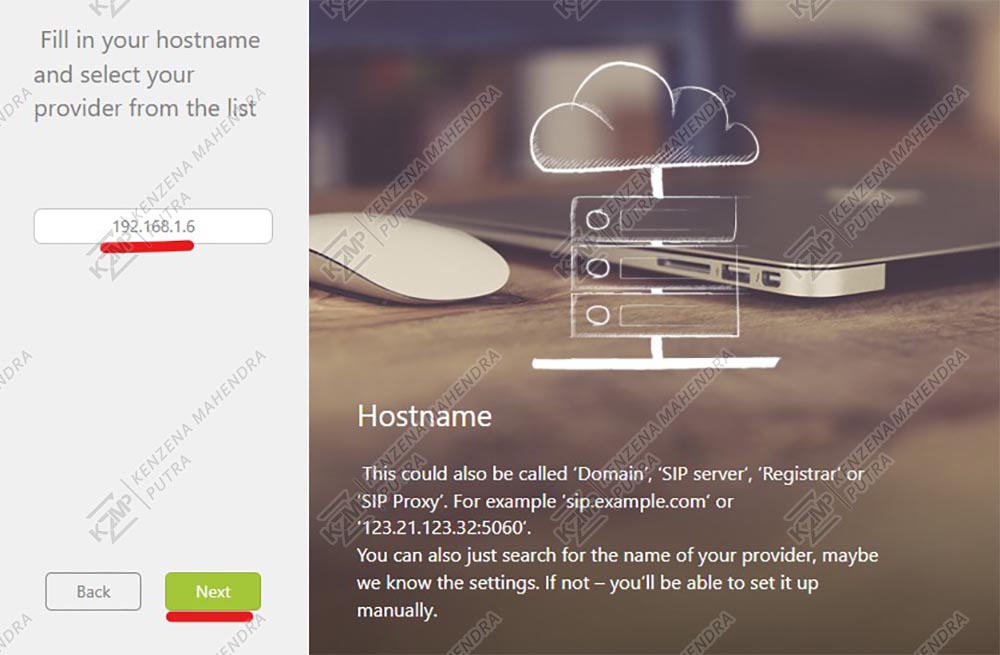 Fill in your hostname
and select your
provider from the list
192.168.1.6
Back
Next
Hostname
This could also be called ‘Domain’, ‘SIP server’, ‘Registrar’ or
‘SIP Proxy’. For example ‘sip.example.com’ or
‘123.21.123.32:5060’.
You can also just search for the name of your provider, maybe
we know the settings. If not – you’ll be able to set it up
manually.
KZMP
KENZENA MAHENDRA
PUTRA